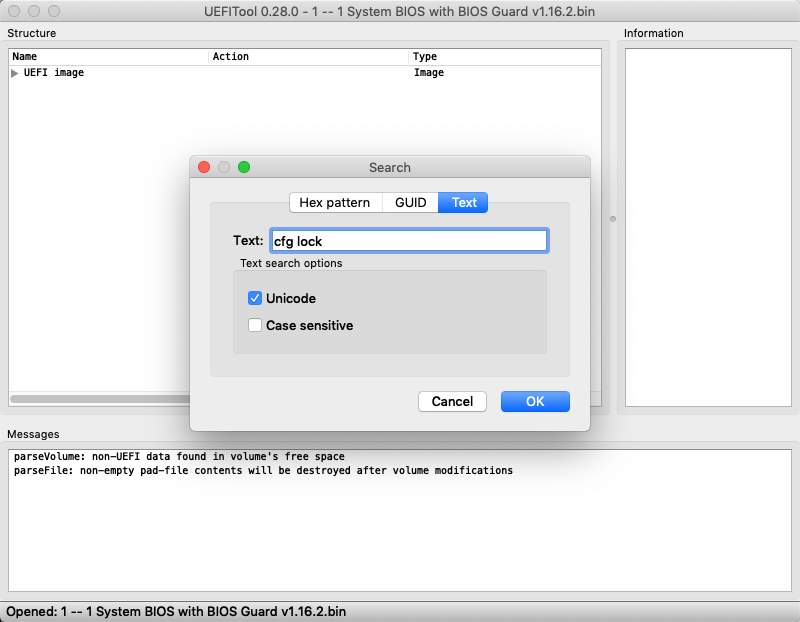 UEFITool 0.28.0 - 1 -- 1 System BIOS with BIOS Guard v1.16.2.bin
Structure
Information
Name Action Type
UEFI image Image
Search
Hex pattern GUID Text
Text: cfg lock
Text search options
Unicode
Case sensitive
Cancel OK
Messages
parseVolume: non-UEFI data found in volume's free space
parseFile: non-empty pad-file contents will be destroyed after volume modifications
Opened: 1 -- 1 System BIOS with BIOS Guard v1.16.2.bin